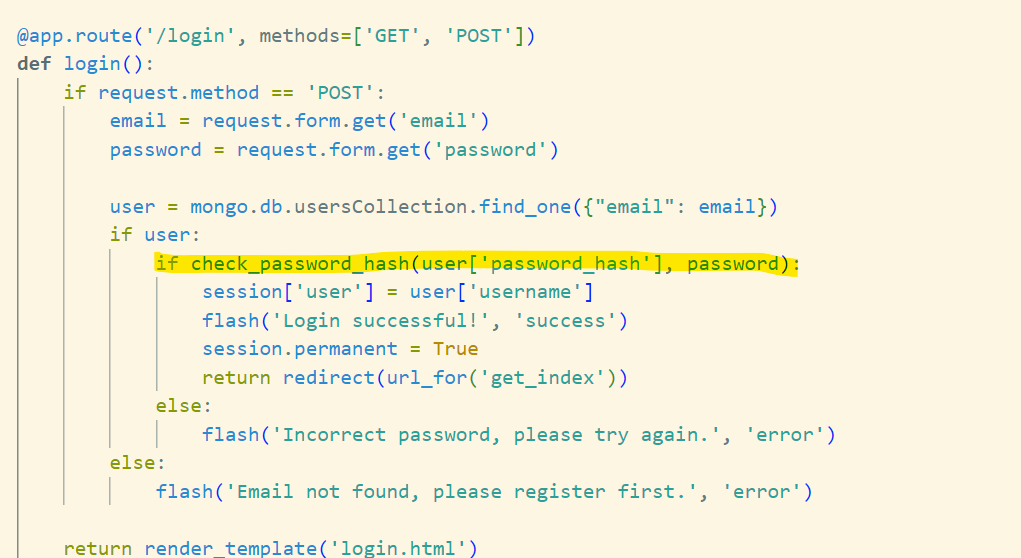 @app.route('/login', methods=['GET', 'POST'])
def login():
    if request.method == 'POST':
        email = request.form.get('email')
        password = request.form.get('password')

        user = mongo.db.usersCollection.find_one({"email": email})
        if user:
            if check_password_hash(user['password_hash'], password):
                session['user'] = user['username']
                flash('Login successful!', 'success')
                session.permanent = True
                return redirect(url_for('get_index'))
            else:
                flash('Incorrect password, please try again.', 'error')
        else:
            flash('Email not found, please register first.', 'error')

    return render_template('login.html')